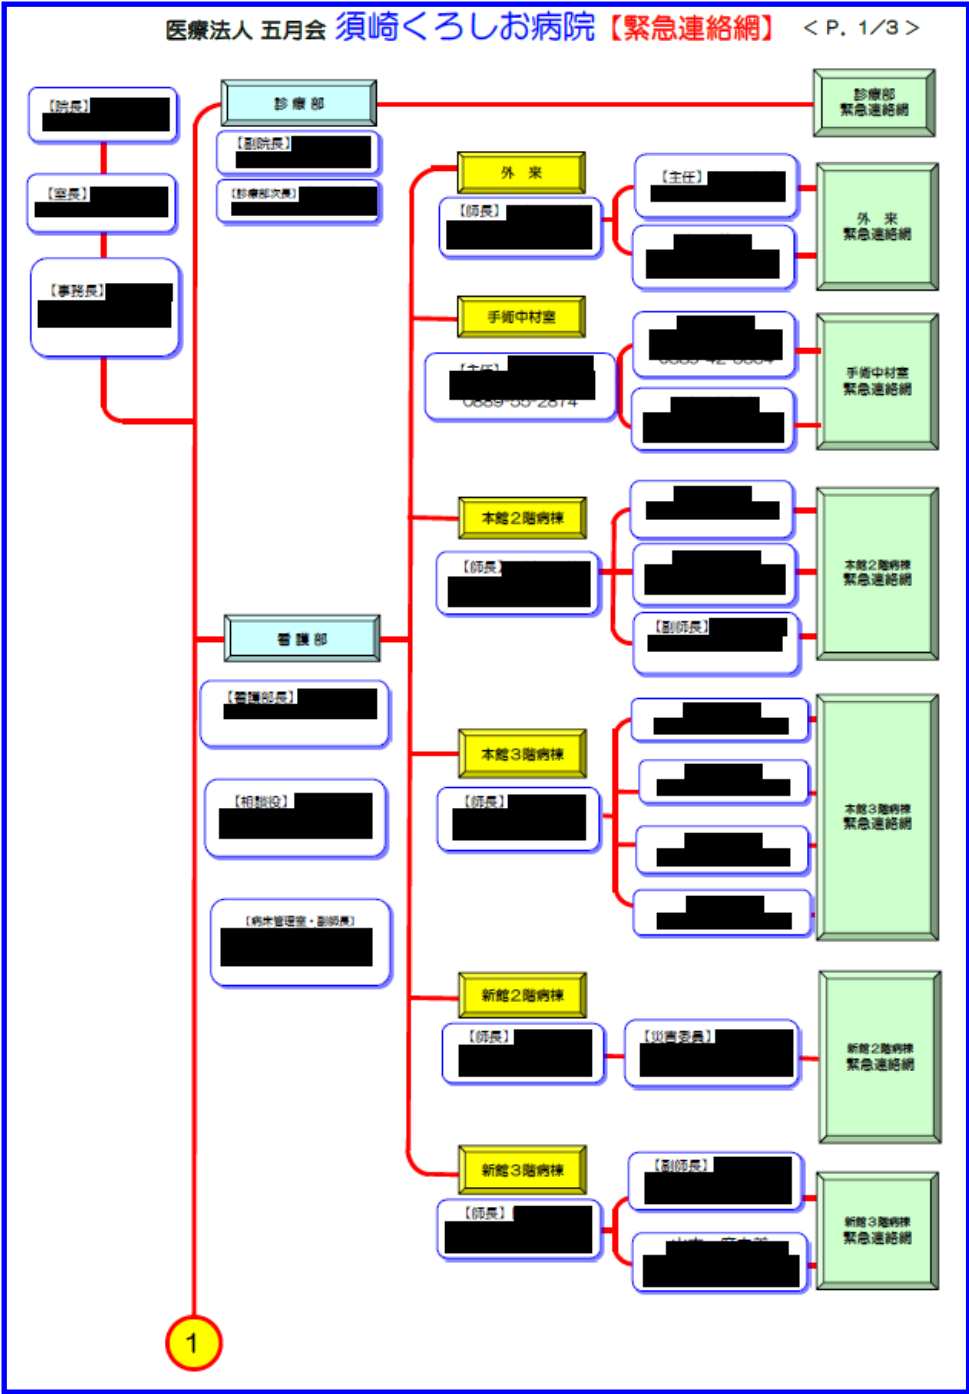 医療法人 五月会 須崎くろしお病院【緊急連絡網】 ＜P. 1/3＞
【院長】
【室長】
【事務長】
診療部
【副院長】
【診療部次長】
診療部
緊急連絡網
外 来
【師長】
【主任】
外 来
緊急連絡網
手術中材室
【主任】
手術中材室
緊急連絡網
本館2階病棟
【師長】
【副師長】
本館2階病棟
緊急連絡網
看護部
【看護部長】
【相談役】
【病床管理室・副師長】
本館3階病棟
【師長】
本館3階病棟
緊急連絡網
新館2階病棟
【師長】
【災害委員】
新館2階病棟
緊急連絡網
新館3階病棟
【師長】
【副師長】
新館3階病棟
緊急連絡網
1